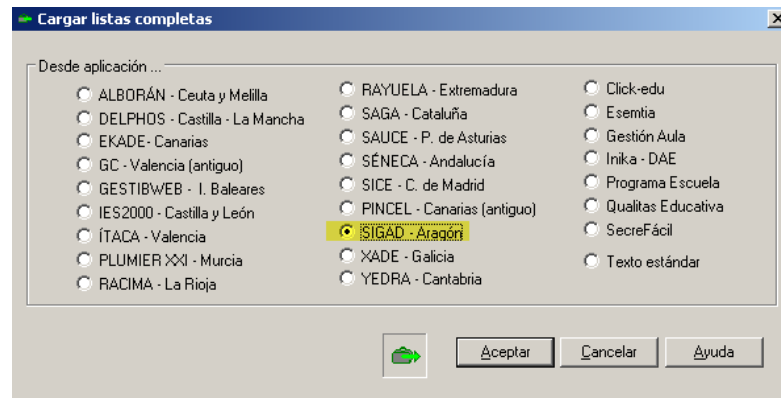 Cargar listas completas
Desde aplicación ...
ALBORÁN - Ceuta y Melilla
DELPHOS - Castilla - La Mancha
EKADE- Canarias
GC - Valencia (antiguo)
GESTIBWEB - I. Baleares
IES2000 - Castilla y León
ÍTACA - Valencia
PLUMIER XXI - Murcia
RACIMA - La Rioja
RAYUELA - Extremadura
SAGA - Cataluña
SAUCE - P. de Asturias
SÉNECA - Andalucía
SICE - C. de Madrid
PINCEL - Canarias (antiguo)
SIGAD - Aragón
XADE - Galicia
YEDRA - Cantabria
Click-edu
Esemtia
Gestión Aula
Inika - DAE
Programa Escuela
Qualitas Educativa
SecreFácil
Texto estándar
Aceptar
Cancelar
Ayuda